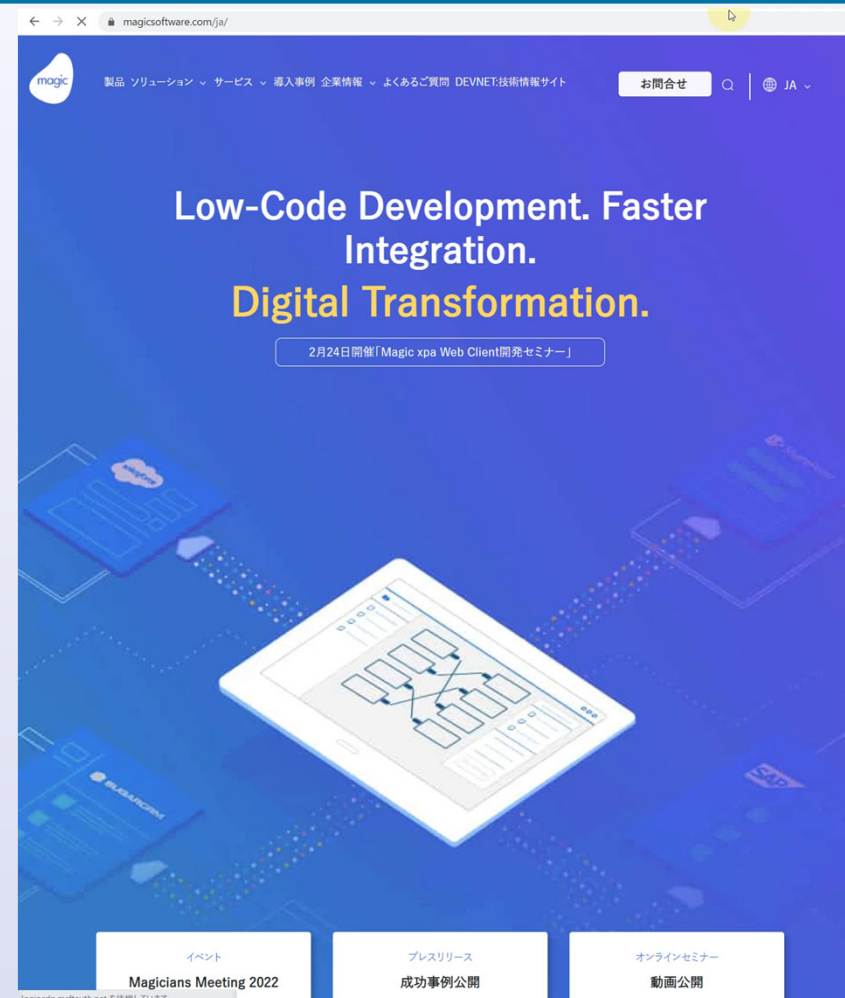 magicsoftware.com/ja/
magic
製品 ソリューション サービス 導入事例 企業情報 よくあるご質問 DEVNET:技術情報サイト お問合せ JA
Low-Code Development. Faster
Integration.
Digital Transformation.
2月24日開催「Magic xpa Web Client開発セミナー」
salesforce
SharePoint
SUGARCRM
SAP
イベント
Magicians Meeting 2022
プレスリリース
成功事例公開
オンラインセミナー
動画公開